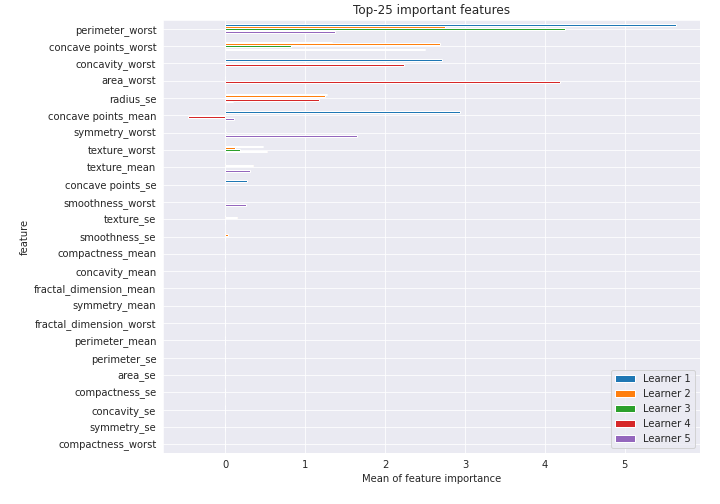 Top-25 important features
perimeter_worst
concave points_worst
concavity_worst
area_worst
radius_se
concave points_mean
symmetry_worst
texture_worst
texture_mean
concave points_se
smoothness_worst
texture_se
smoothness_se
compactness_mean
concavity_mean
fractal_dimension_mean
symmetry_mean
fractal_dimension_worst
perimeter_mean
perimeter_se
area_se
compactness_se
concavity_se
symmetry_se
compactness_worst
feature
Learner 1
Learner 2
Learner 3
Learner 4
Learner 5
0 1 2 3 4 5
Mean of feature importance